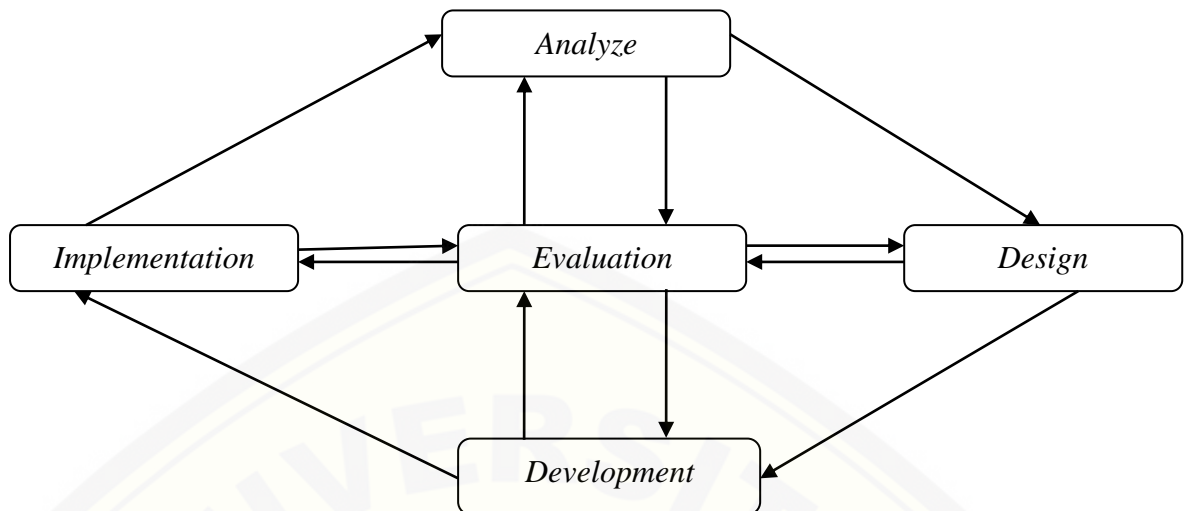 Analyze
Implementation
Evaluation
Design
Development